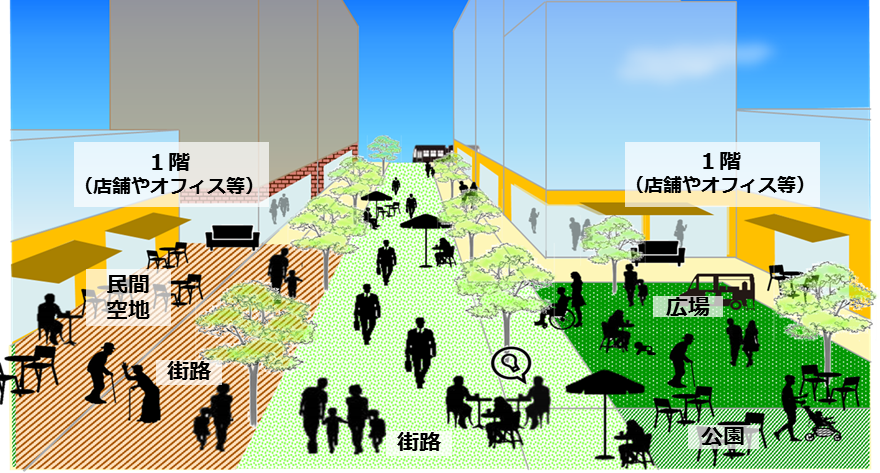 1階
(店舗やオフィス等)
1階
(店舗やオフィス等)
民間
空地
広場
街路
街路
公園